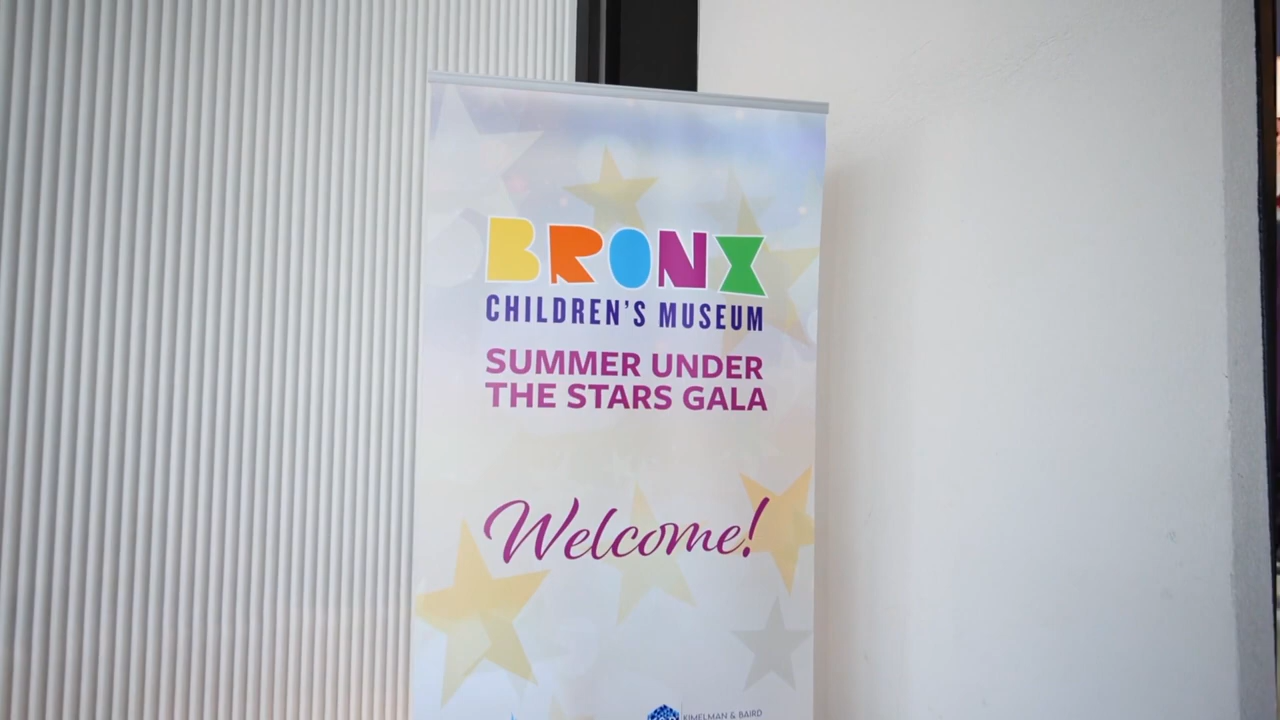 BRONX
CHILDREN'S MUSEUM
SUMMER UNDER
THE STARS GALA
Welcome!
KIMELMAN & BAIRD